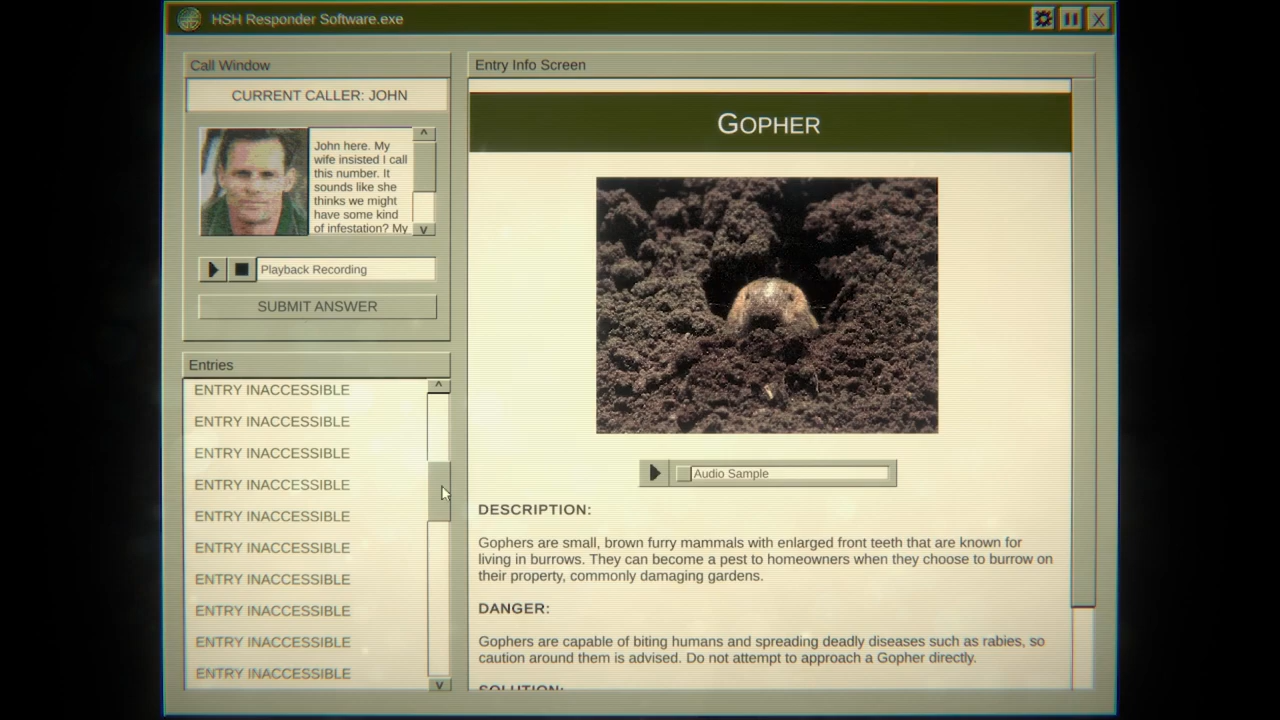 HSH Responder Software.exe
Call Window
CURRENT CALLER: JOHN
John here. My
wife insisted I call
this number. It
sounds like she
thinks we might
have some kind
of infestation? My
Playback Recording
SUBMIT ANSWER
Entries
ENTRY INACCESSIBLE
ENTRY INACCESSIBLE
ENTRY INACCESSIBLE
ENTRY INACCESSIBLE
ENTRY INACCESSIBLE
ENTRY INACCESSIBLE
ENTRY INACCESSIBLE
ENTRY INACCESSIBLE
ENTRY INACCESSIBLE
ENTRY INACCESSIBLE
Entry Info Screen
GOPHER
Audio Sample
DESCRIPTION:
Gophers are small, brown furry mammals with enlarged front teeth that are known for
living in burrows. They can become a pest to homeowners when they choose to burrow on
their property, commonly damaging gardens.
DANGER:
Gophers are capable of biting humans and spreading deadly diseases such as rabies, so
caution around them is advised. Do not attempt to approach a Gopher directly.
SOLUTION: